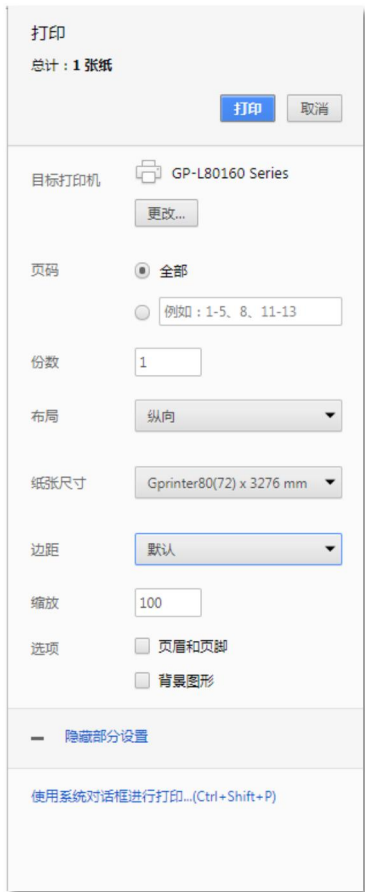 打印
总计：1 张纸
打印 取消
目标打印机 GP-L80160 Series
更改...
页码 全部
例如：1-5、8、11-13
份数 1
布局 纵向
纸张尺寸 Gprinter80(72) x 3276 mm
边距 默认
缩放 100
选项 页眉和页脚
背景图形
隐藏部分设置
使用系统对话框进行打印...(Ctrl+Shift+P)